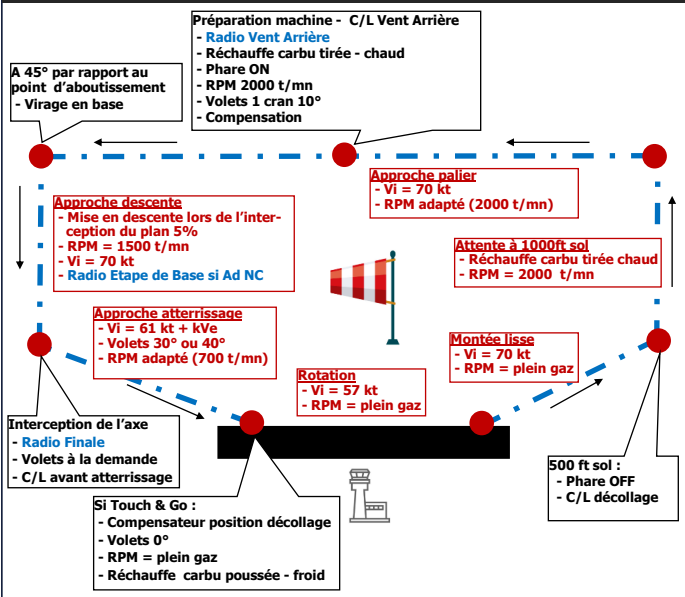 Préparation machine - C/L Vent Arrière
- Radio Vent Arrière
- Réchauffe carbu tirée - chaud
- Phare ON
- RPM 2000 t/mn
- Volets 1 cran 10°
- Compensation
A 45° par rapport au
point d'aboutissement
- Virage en base
Approche palier
- Vi = 70 kt
- RPM adapté (2000 t/mn)
Approche descente
- Mise en descente lors de l'inter-
ception du plan 5%
- RPM = 1500 t/mn
- Vi = 70 kt
- Radio Etape de Base si Ad NC
Attente à 1000ft sol
- Réchauffe carbu tirée chaud
- RPM = 2000 t/mn
Approche atterrissage
- Vi = 61 kt + kVe
- Volets 30° ou 40°
- RPM adapté (700 t/mn)
Montée lisse
- Vi = 70 kt
- RPM = plein gaz
Rotation
- Vi = 57 kt
- RPM = plein gaz
Interception de l'axe
- Radio Finale
- Volets à la demande
- C/L avant atterrissage
500 ft sol :
- Phare OFF
- C/L décollage
Si Touch & Go :
- Compensateur position décollage
- Volets 0°
- RPM = plein gaz
- Réchauffe carbu poussée - froid